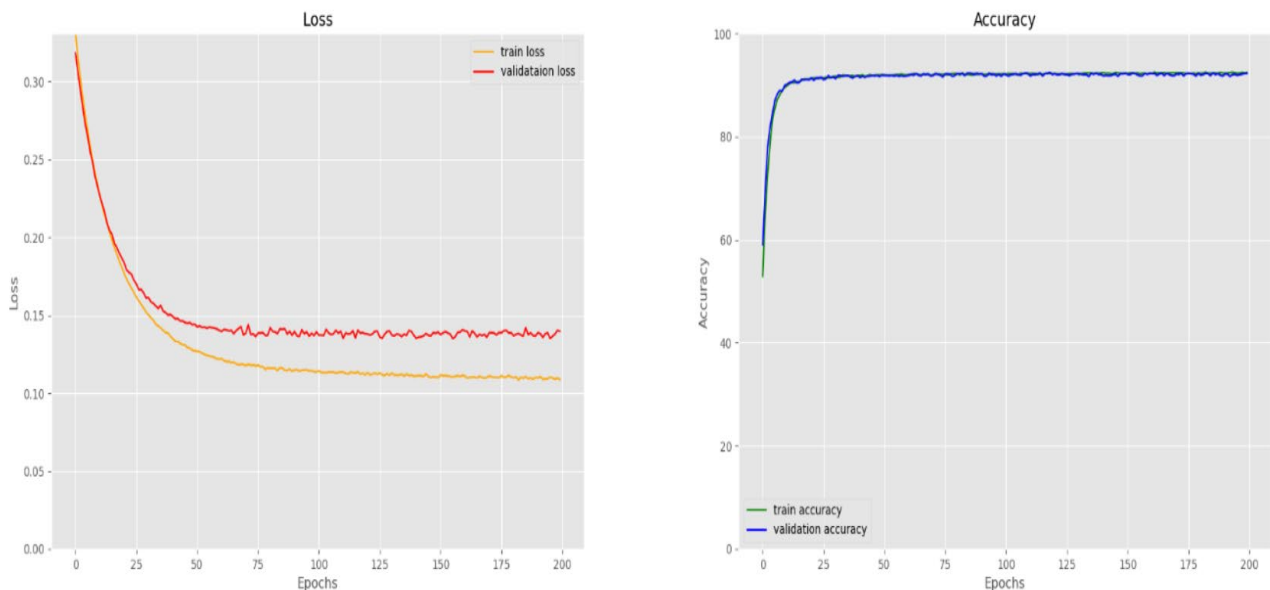 Loss
train loss
validataion loss
0.30
0.25
0.20
0.15
0.10
0.05
0.00
Loss
0 25 50 75 100 125 150 175 200
Epochs
Accuracy
100
80
60
40
20
0
Accuracy
train accuracy
validation accuracy
0 25 50 75 100 125 150 175 200
Epochs